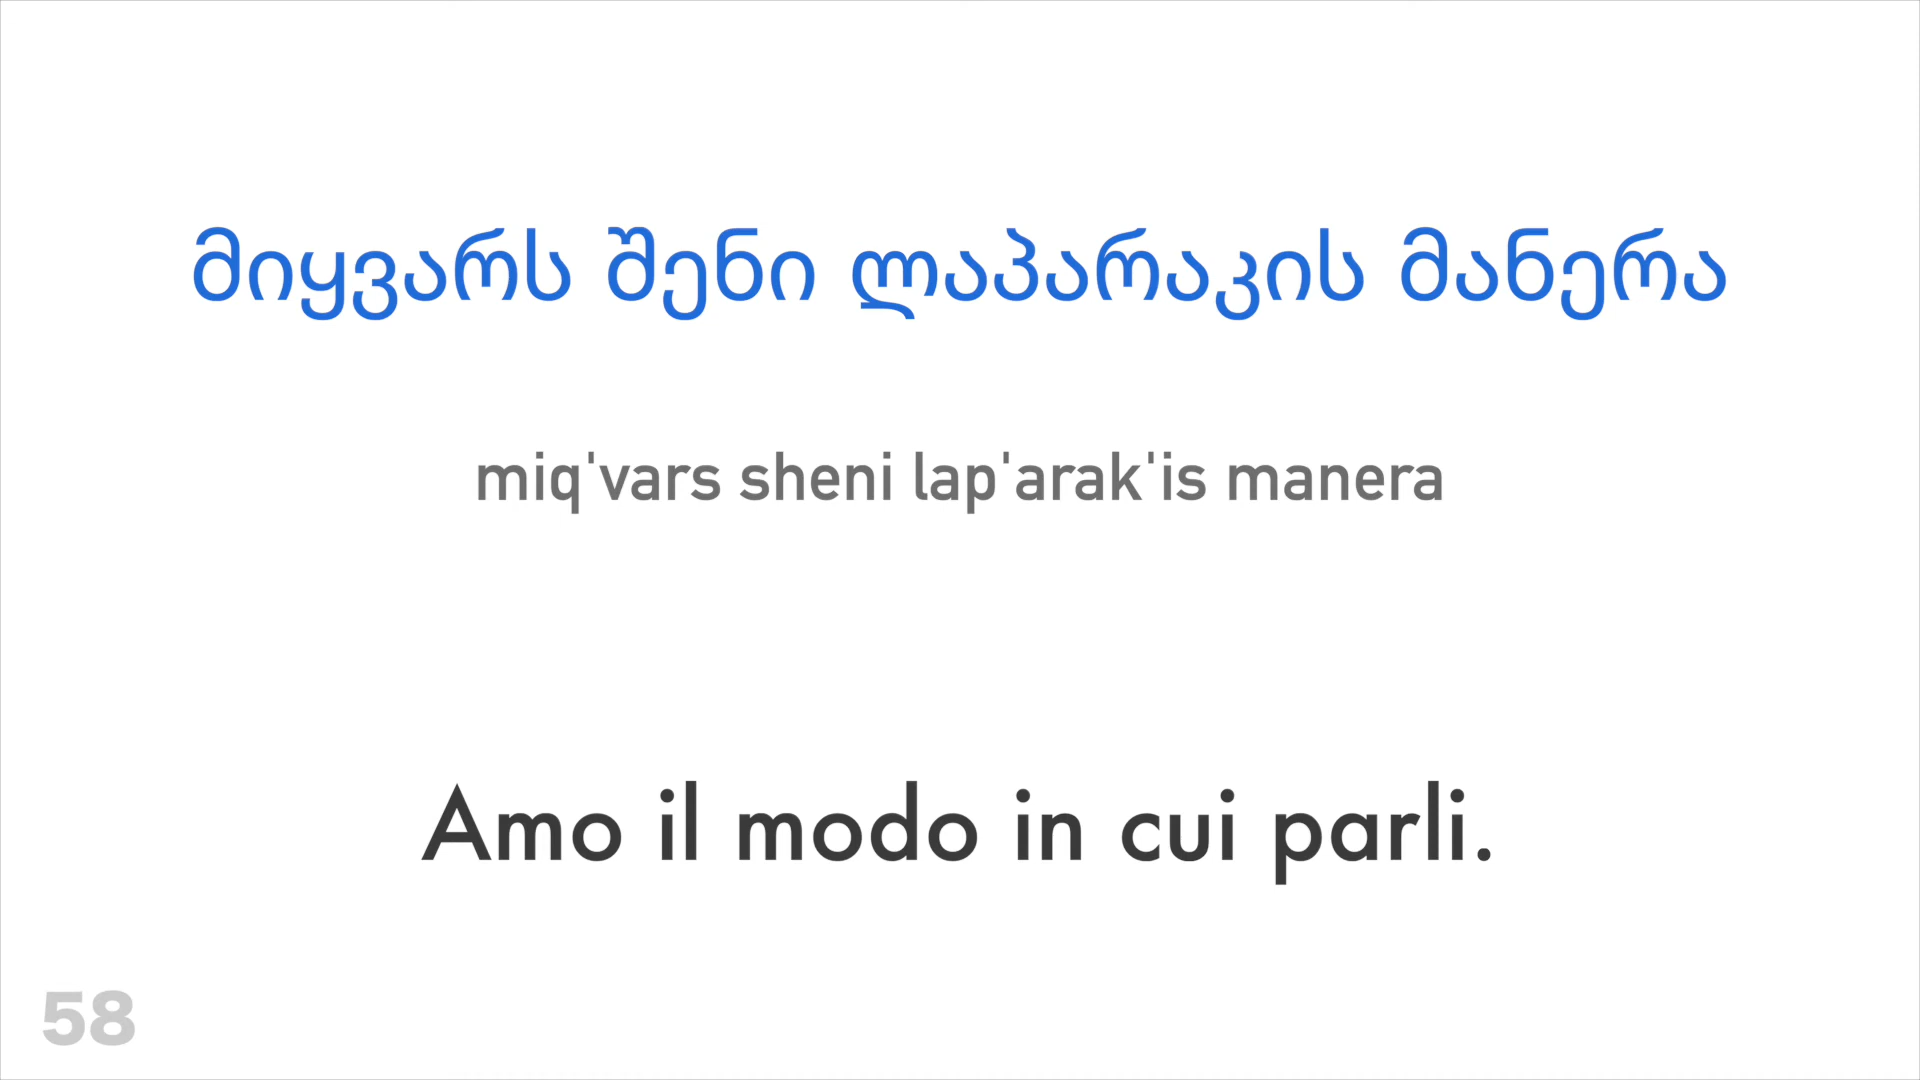 მიყვარს შენი ლაპარაკის მანერა
miq'vars sheni lap'arak'is manera
Amo il modo in cui parli.
58